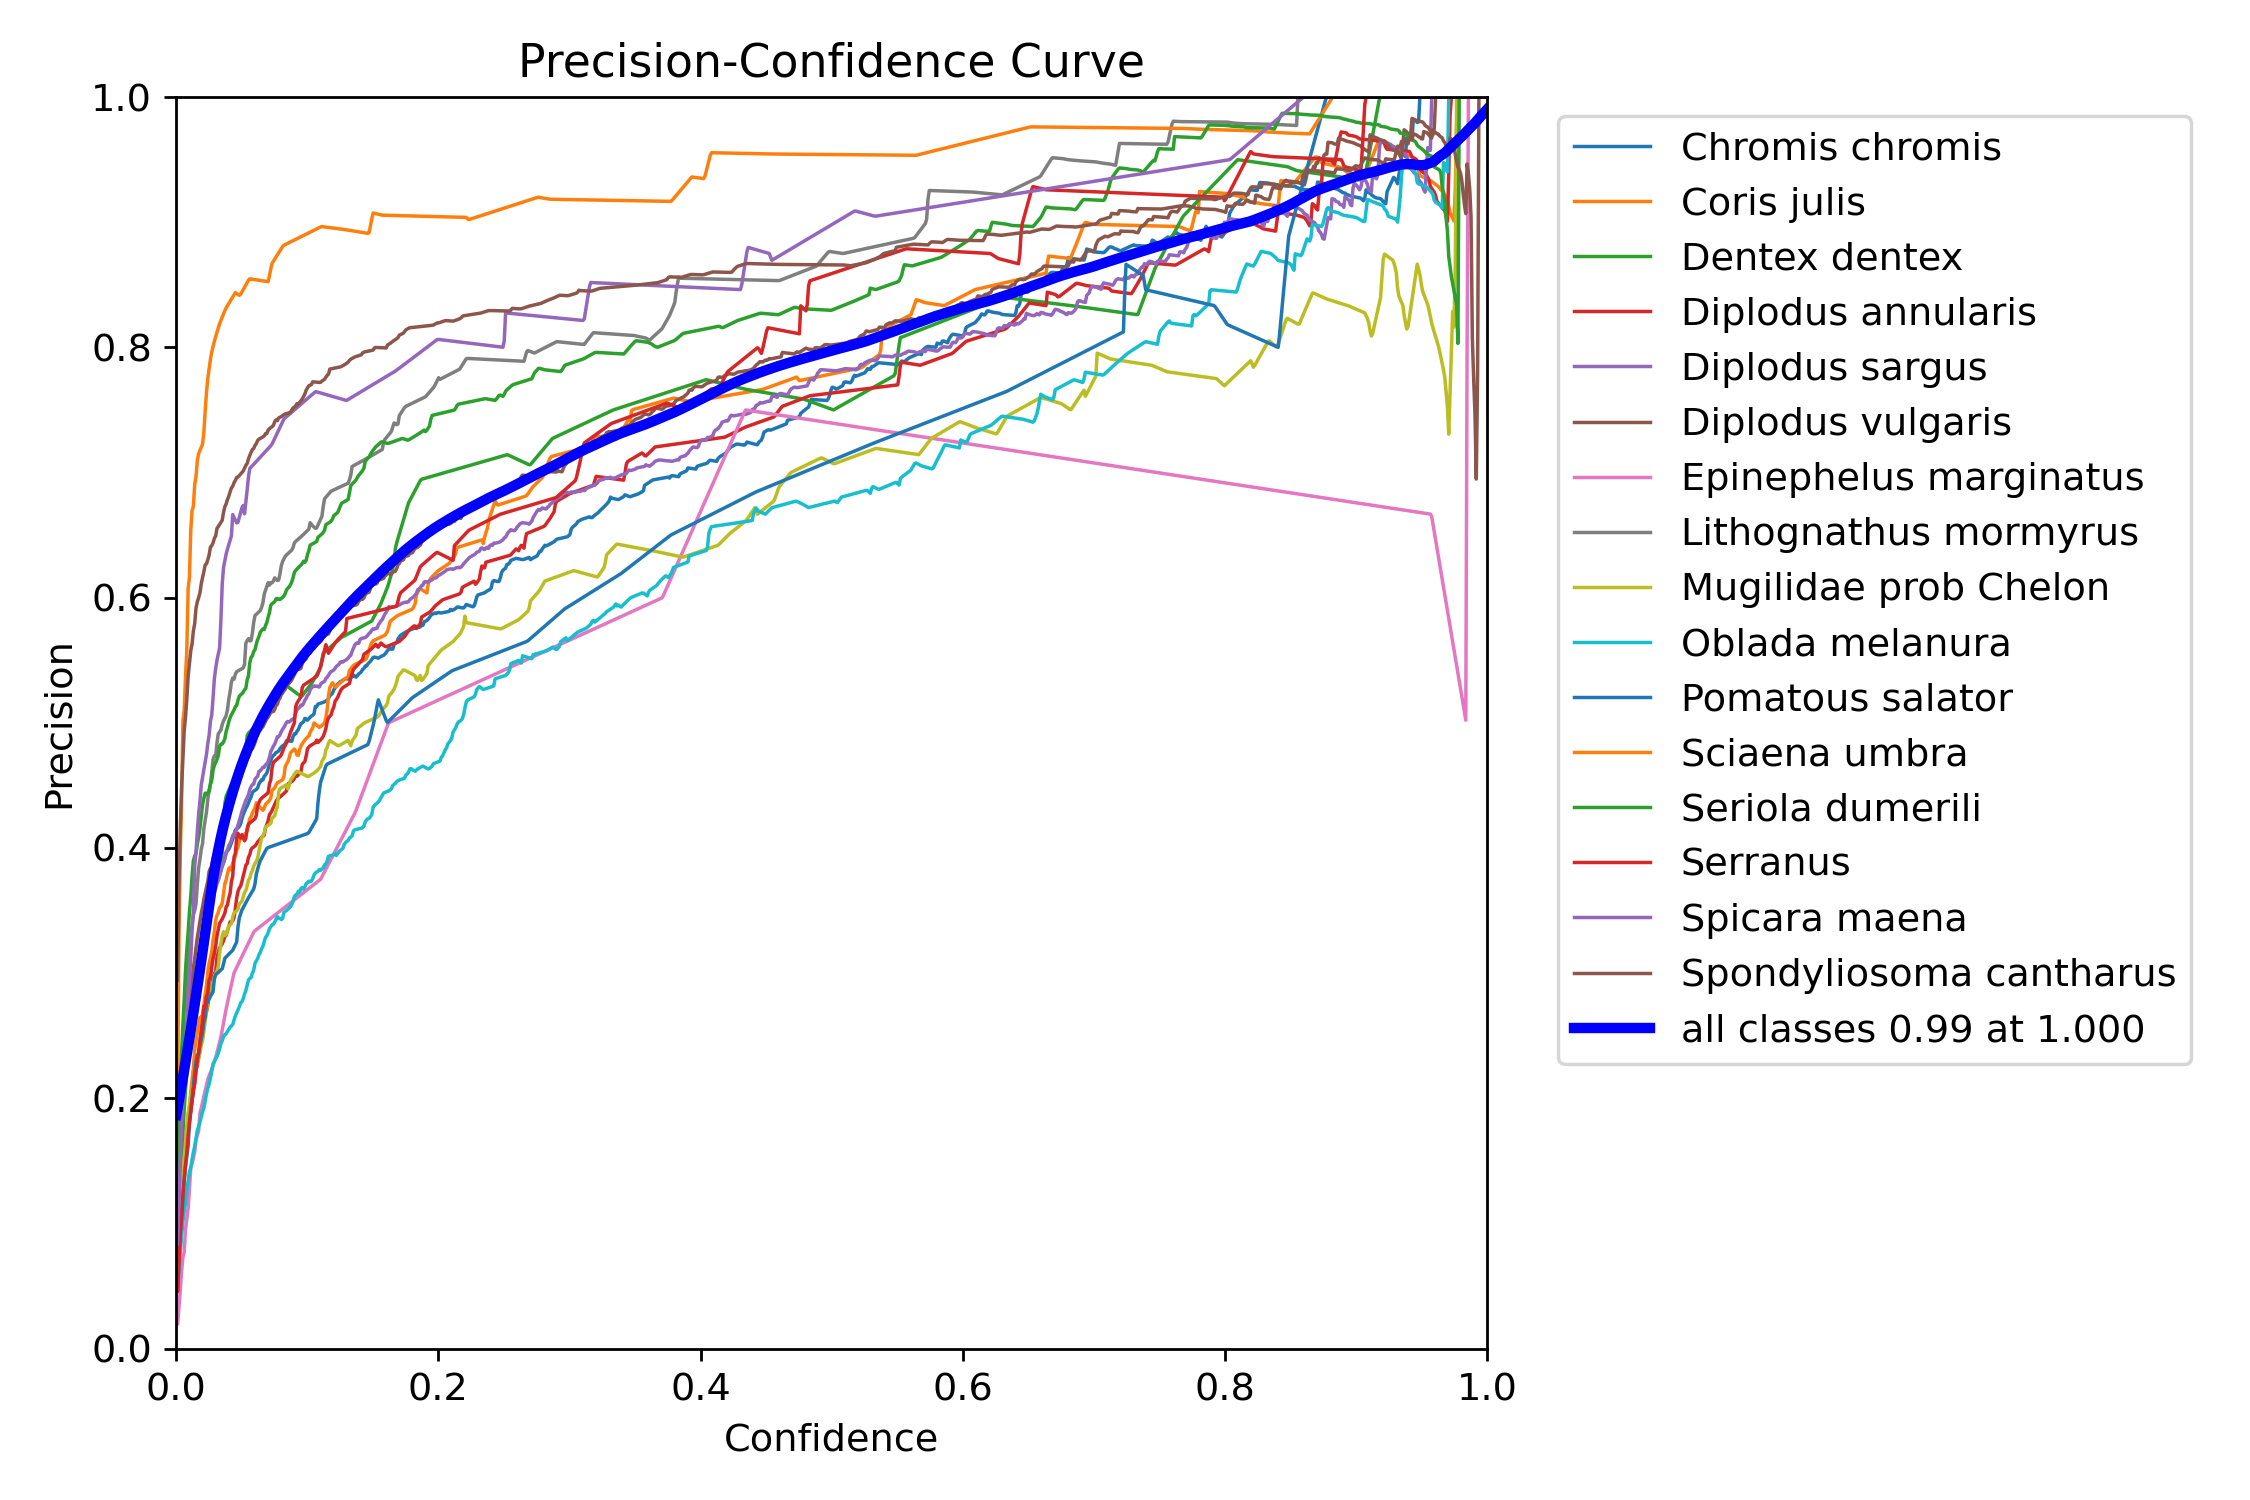 Precision-Confidence Curve
1.0
0.8
0.6
0.4
0.2
0.0
Precision
0.0 0.2 0.4 0.6 0.8 1.0
Confidence
Chromis chromis
Coris julis
Dentex dentex
Diplodus annularis
Diplodus sargus
Diplodus vulgaris
Epinephelus marginatus
Lithognathus mormyrus
Mugilidae prob Chelon
Oblada melanura
Pomatous salator
Sciaena umbra
Seriola dumerili
Serranus
Spicara maena
Spondyliosoma cantharus
all classes 0.99 at 1.000